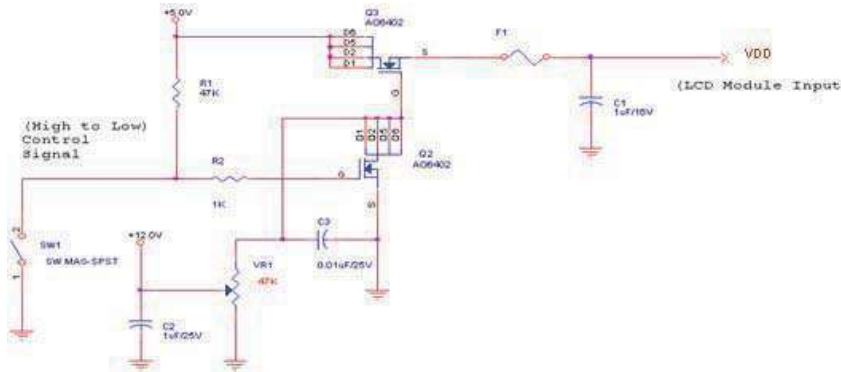 +5.0V
Q3
AO6402
D6
D5
D2
D1
S
G
F1
VDD
(LCD Module Input
C1
1uF/16V
R1
47K
(High to Low)
Control
Signal
R2
1K
G
D1
D2
D5
D6
Q2
AO6402
S
2
SW1
SW MAG-SPST
1
+12.0V
C3
0.01uF/25V
VR1
47K
C2
1uF/25V